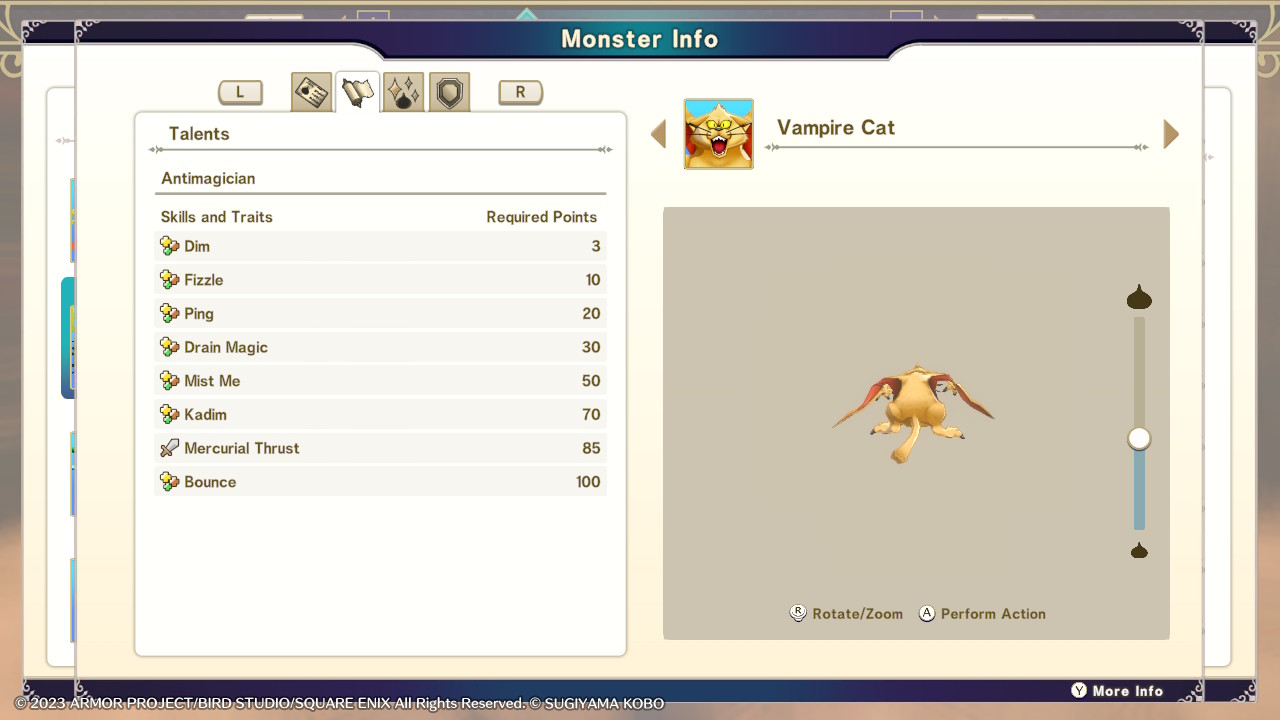 Monster Info
L
R
Talents
Antimagician
Skills and Traits Required Points
Dim 3
Fizzle 10
Ping 20
Drain Magic 30
Mist Me 50
Kadim 70
Mercurial Thrust 85
Bounce 100
Vampire Cat
R Rotate/Zoom A Perform Action
Y More Info
© 2023 ARMOR PROJECT/BIRD STUDIO/SQUARE ENIX All Rights Reserved. © SUGIYAMA KOBO